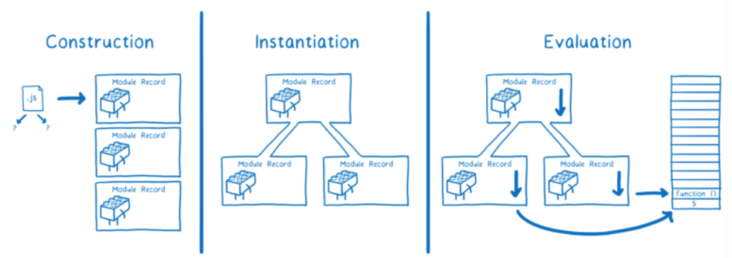 Construction
.js
?
?
Module Record
Module Record
Module Record
Instantiation
Module Record
Module Record
Module Record
Evaluation
Module Record
Module Record
Module Record
function ()
5